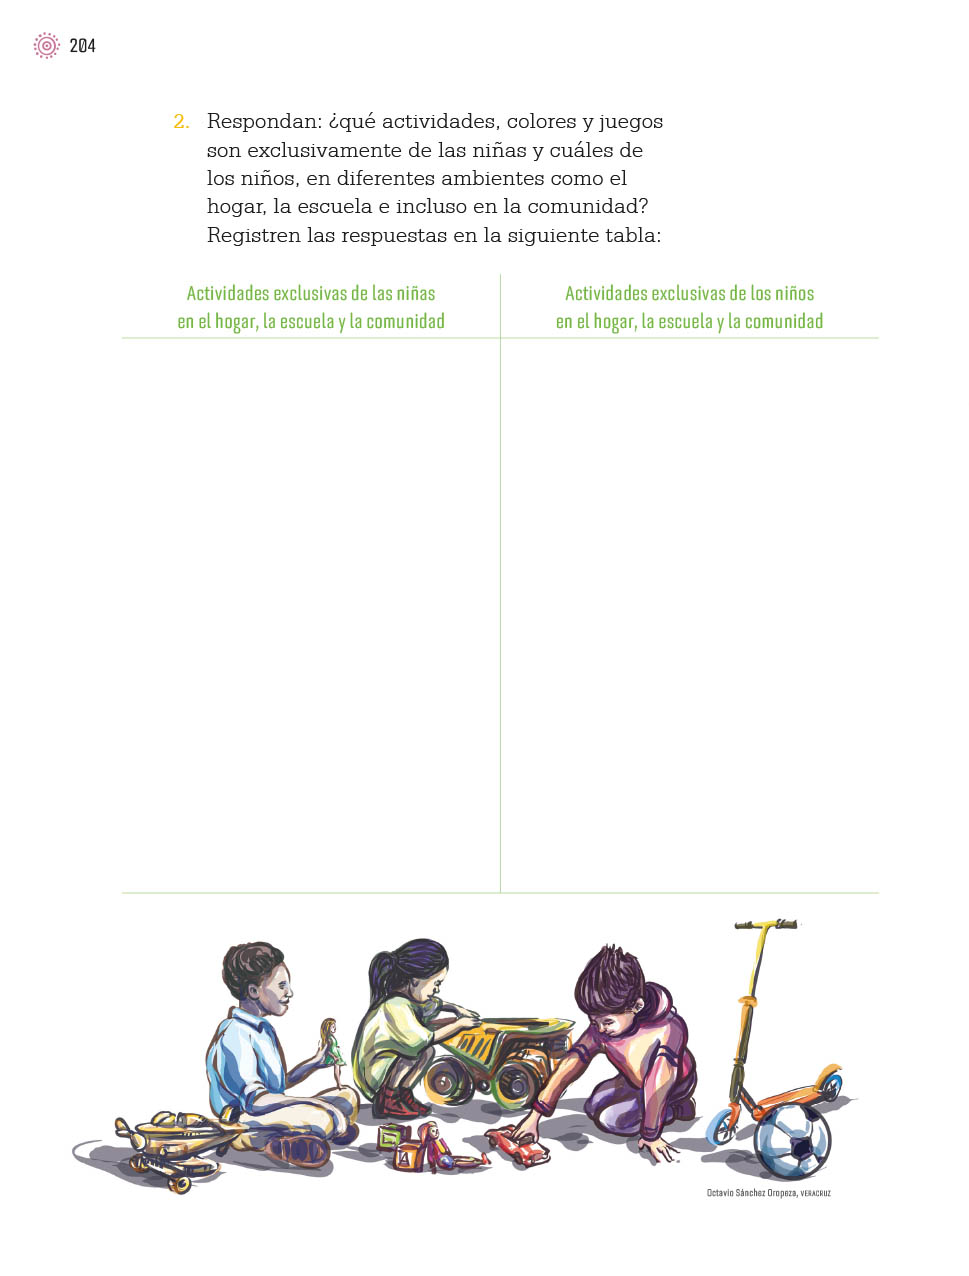 204
2. Respondan: ¿qué actividades, colores y juegos
son exclusivamente de las niñas y cuáles de
los niños, en diferentes ambientes como el
hogar, la escuela e incluso en la comunidad?
Registren las respuestas en la siguiente tabla:
Actividades exclusivas de las niñas
en el hogar, la escuela y la comunidad
Actividades exclusivas de los niños
en el hogar, la escuela y la comunidad
A
Octavio Sánchez Oropeza, VERACRUZ